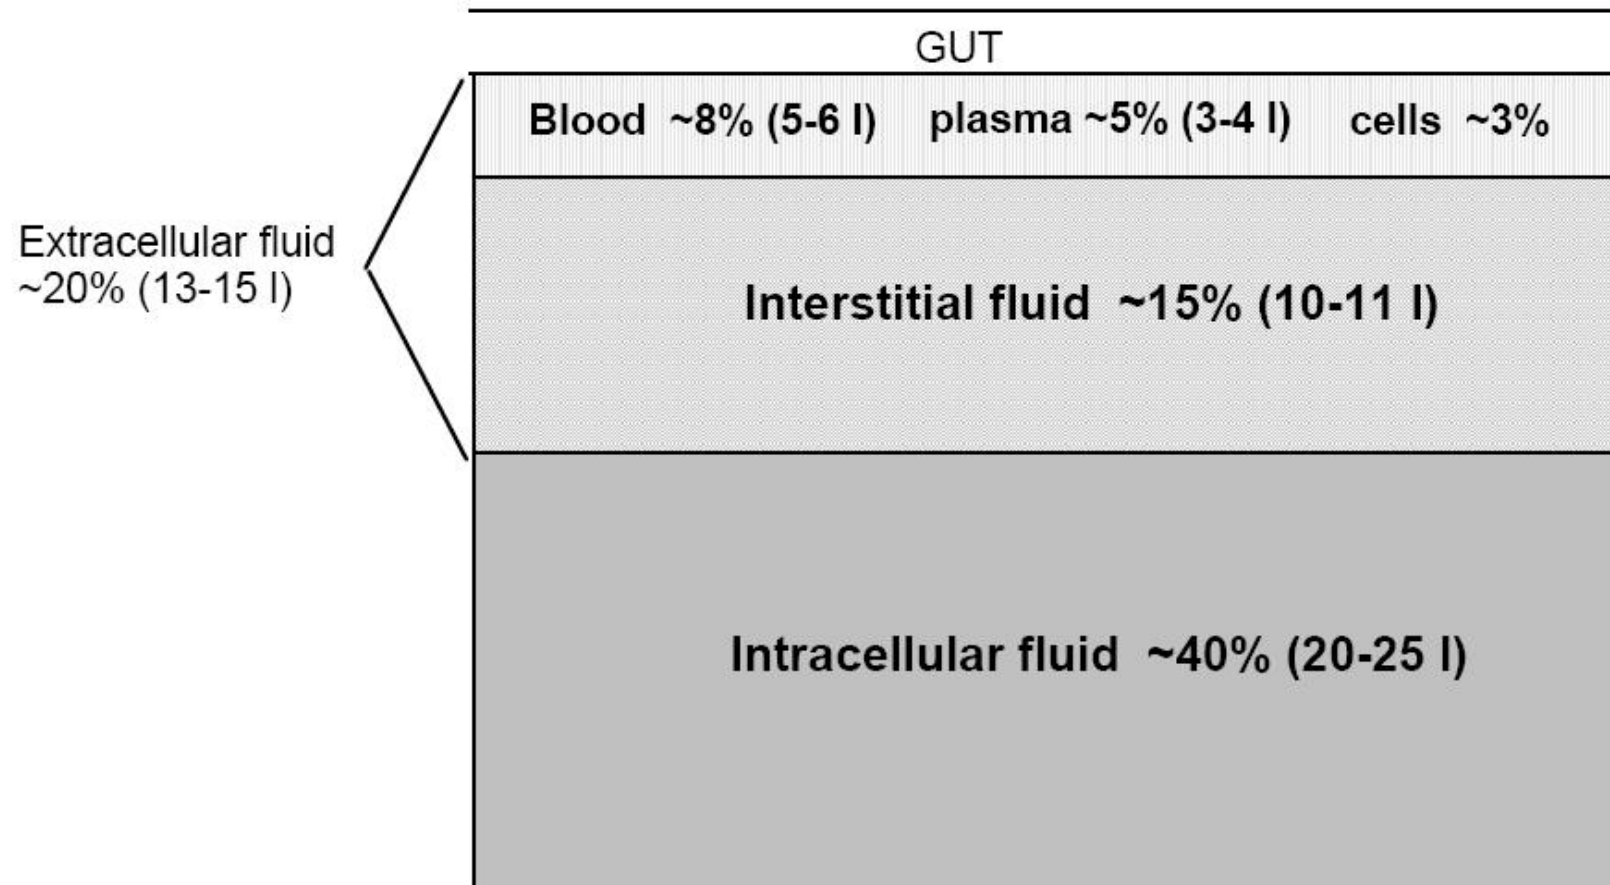 GUT
Blood ~8% (5-6 l) plasma ~5% (3-4 l) cells ~3%
Extracellular fluid
~20% (13-15 l)
Interstitial fluid ~15% (10-11 l)
Intracellular fluid ~40% (20-25 l)